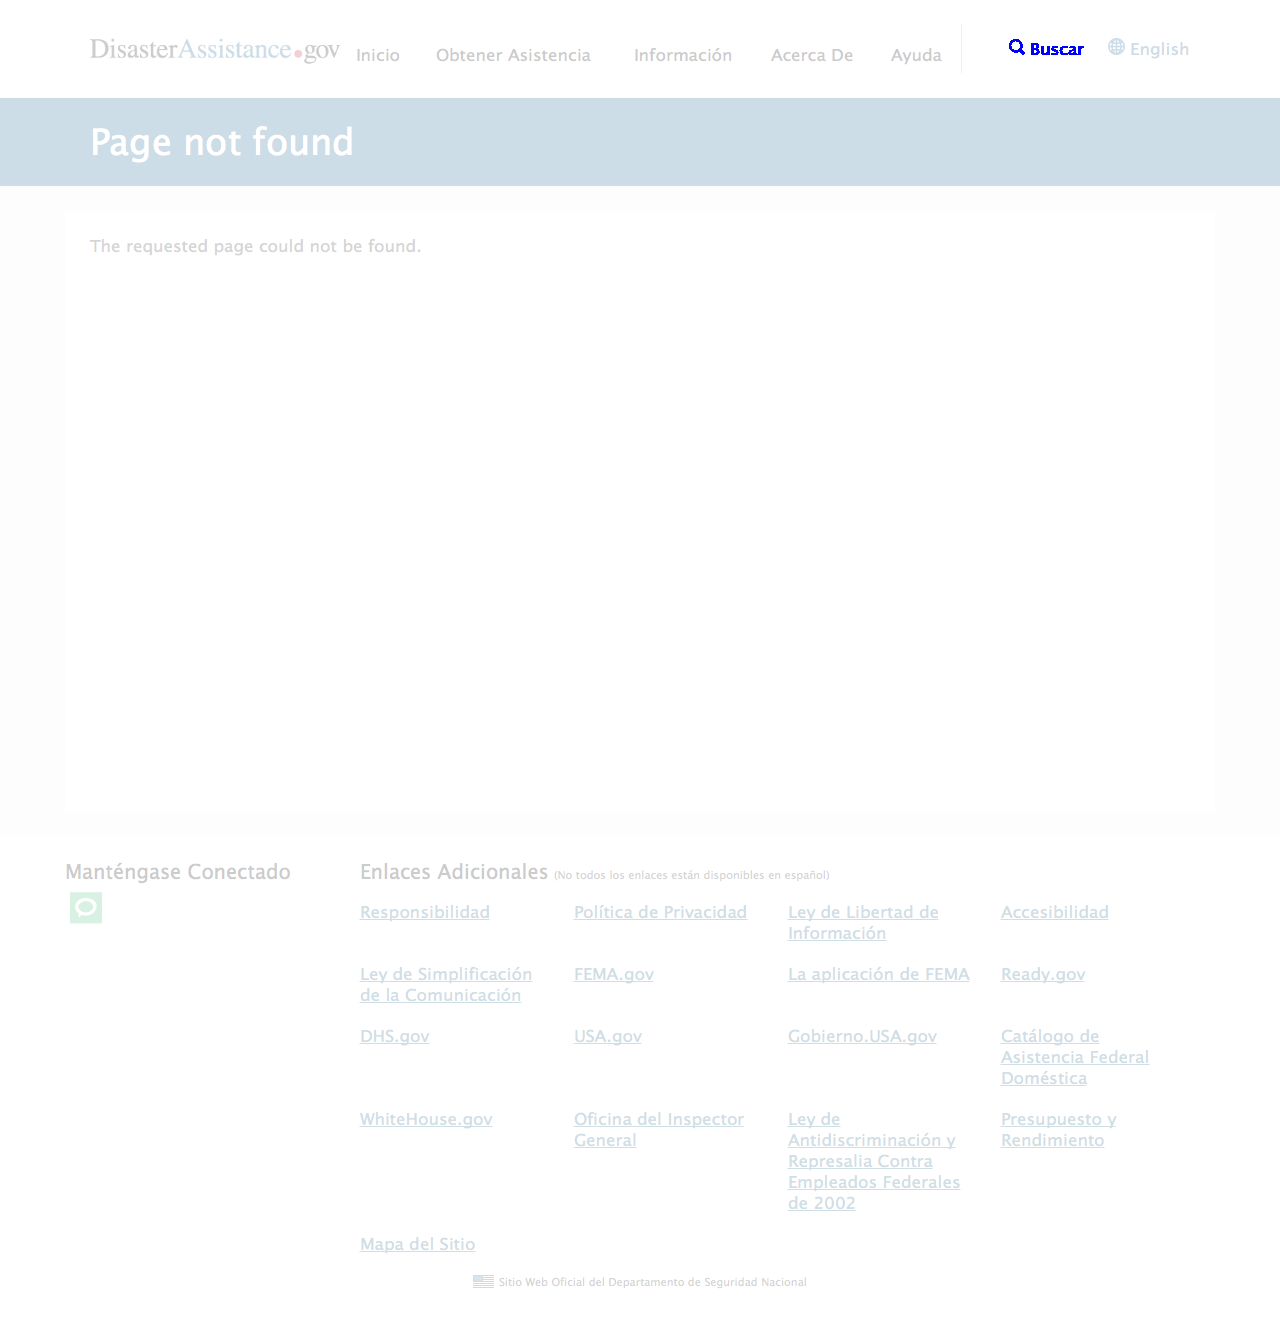 DisasterAssistance.gov
Inicio
Obtener Asistencia
Información
Acerca De
Ayuda
Buscar
English
Page not found
The requested page could not be found.
Manténgase Conectado
Enlaces Adicionales (No todos los enlaces están disponibles en español)
Responsibilidad
Política de Privacidad
Ley de Libertad de
Información
Accesibilidad
Ley de Simplificación
de la Comunicación
FEMA.gov
La aplicación de FEMA
Ready.gov
DHS.gov
USA.gov
Gobierno.USA.gov
Catálogo de
Asistencia Federal
Doméstica
WhiteHouse.gov
Oficina del Inspector
General
Ley de
Antidiscriminación y
Represalia Contra
Empleados Federales
de 2002
Presupuesto y
Rendimiento
Mapa del Sitio
Sitio Web Oficial del Departamento de Seguridad Nacional